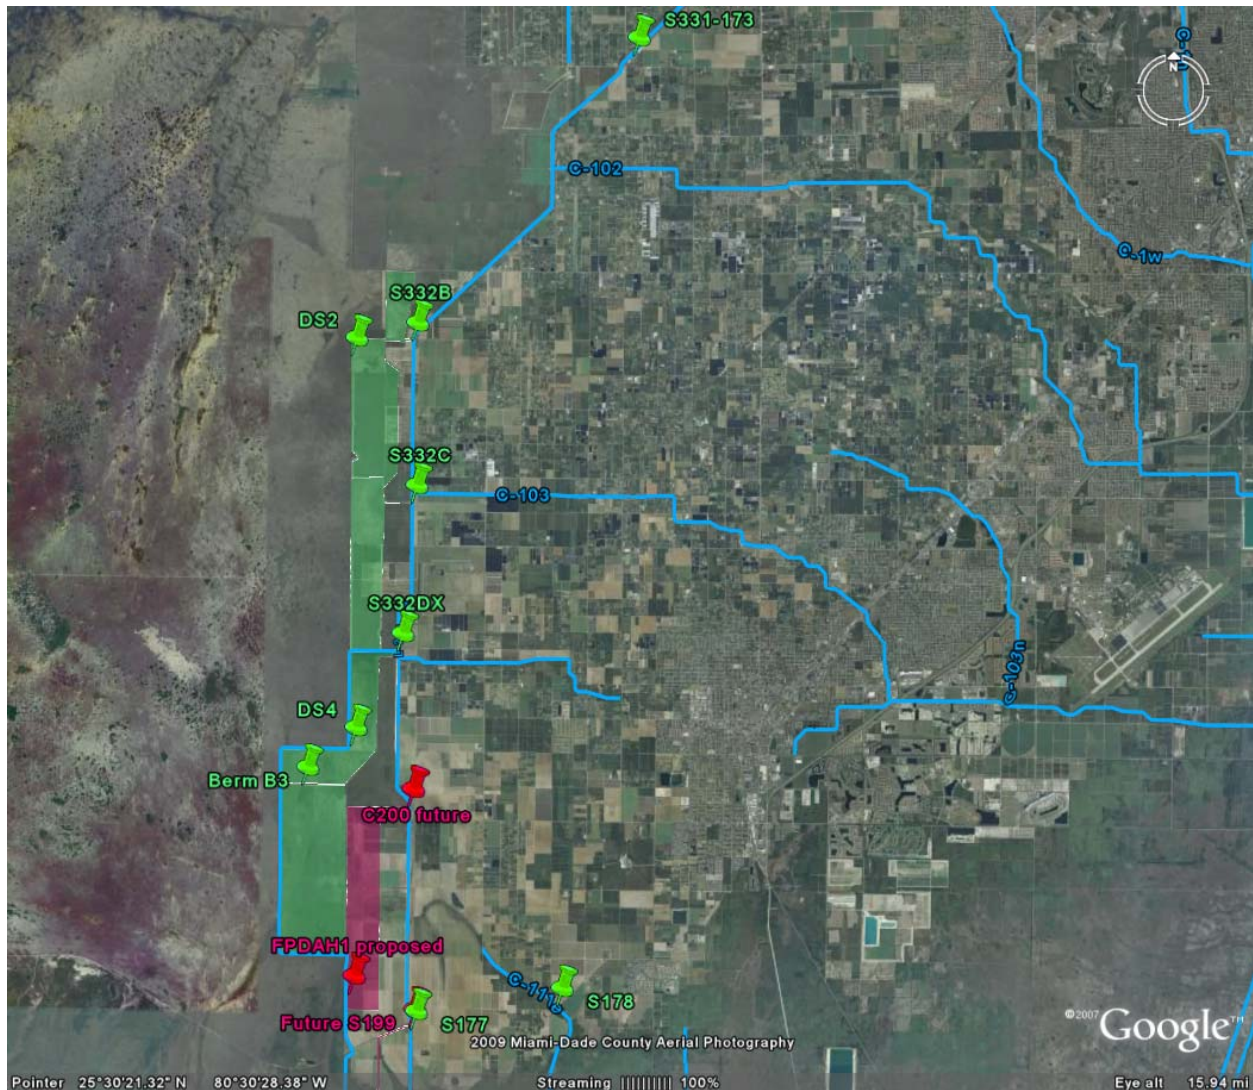 S331-173
C-1n
N
C-102
C-1w
S332B
DS2
S332C
C-103
S332DX
C-103n
DS4
Berm B3
C200 future
FPDAH1 proposed
C-111e
S178
Future S199
S177
©2007 Google™
2009 Miami-Dade County Aerial Photography
Pointer 25°30'21.32" N 80°30'28.38" W Streaming |||||||||| 100% Eye alt 15.94 mi